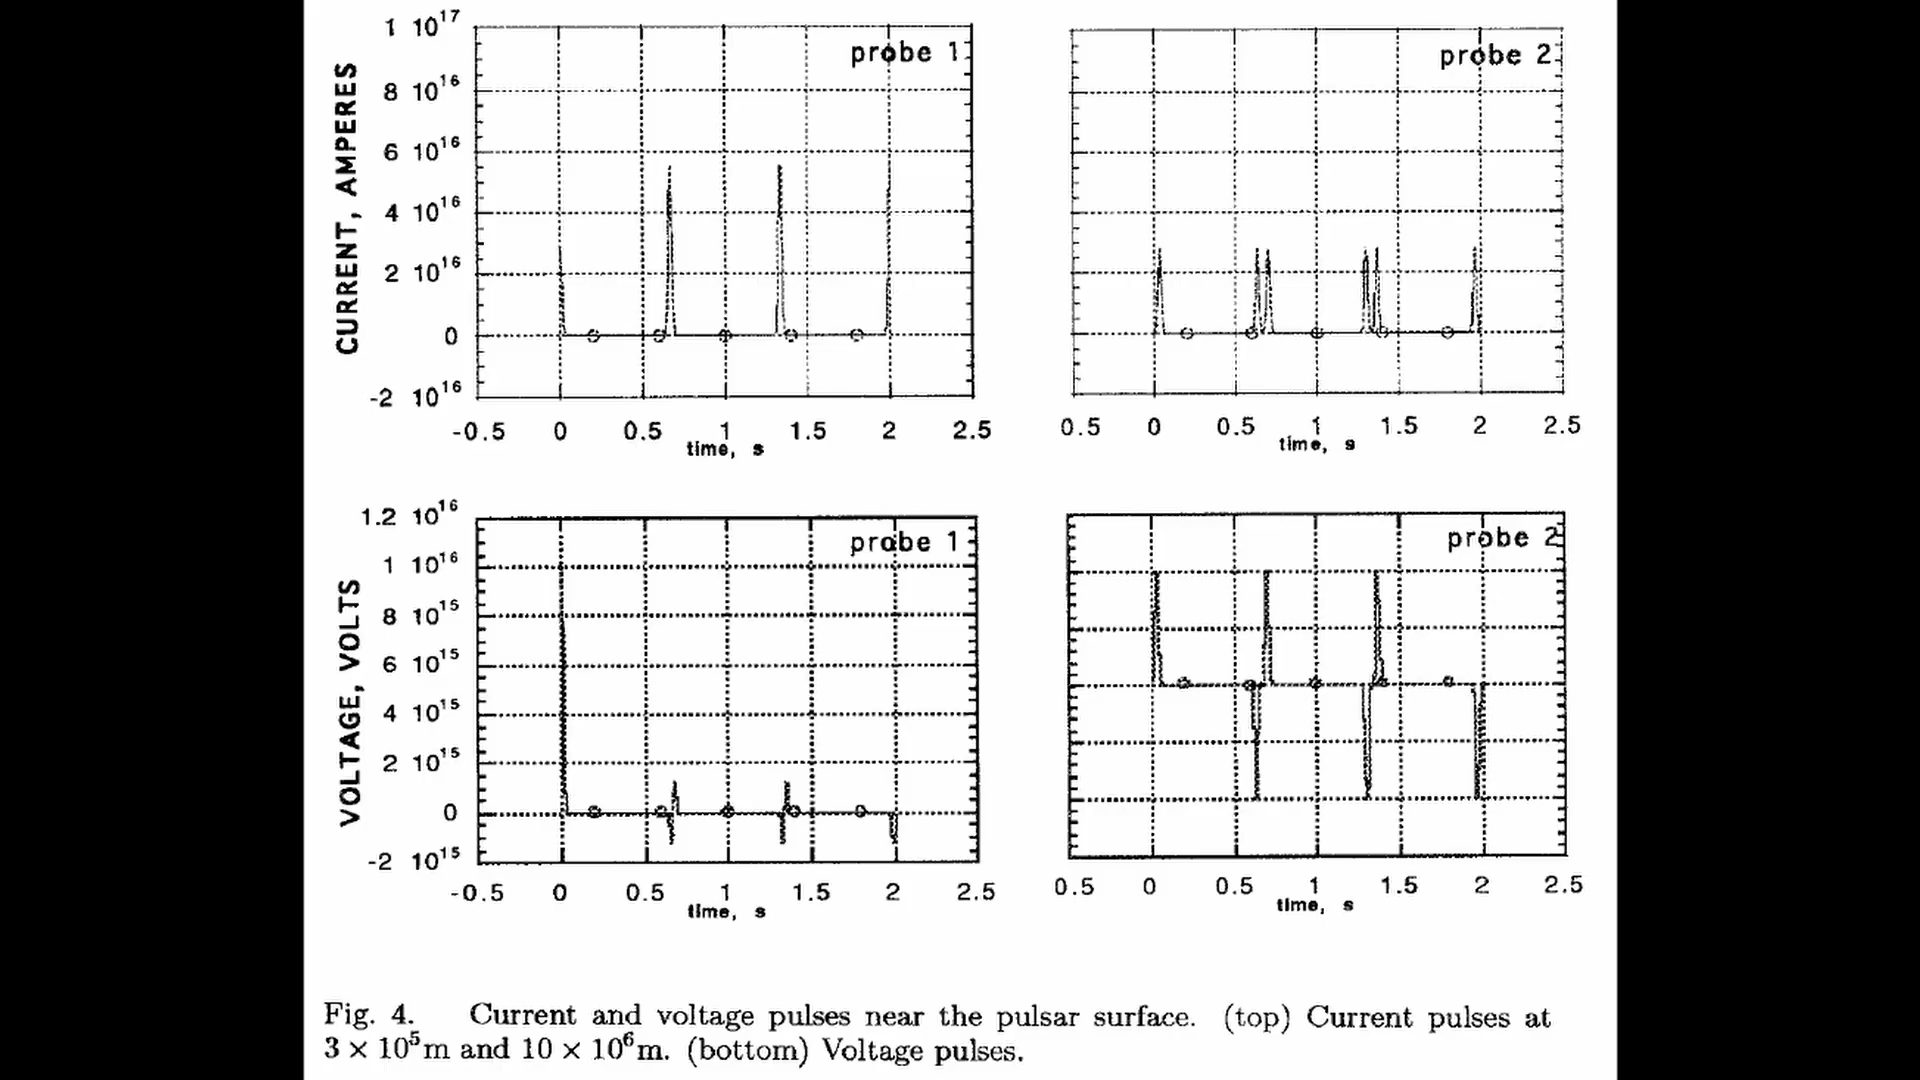 probe 1
1 10^17
8 10^16
6 10^16
4 10^16
2 10^16
0
-2 10^16
CURRENT, AMPERES
-0.5 0 0.5 1 1.5 2 2.5
time, s
probe 2
0.5 0 0.5 1 1.5 2 2.5
time, s
probe 1
1.2 10^16
1 10^16
8 10^15
6 10^15
4 10^15
2 10^15
0
-2 10^15
VOLTAGE, VOLTS
-0.5 0 0.5 1 1.5 2 2.5
time, s
probe 2
0.5 0 0.5 1 1.5 2 2.5
time, s
Fig. 4. Current and voltage pulses near the pulsar surface. (top) Current pulses at
3 × 10^5m and 10 × 10^6m. (bottom) Voltage pulses.